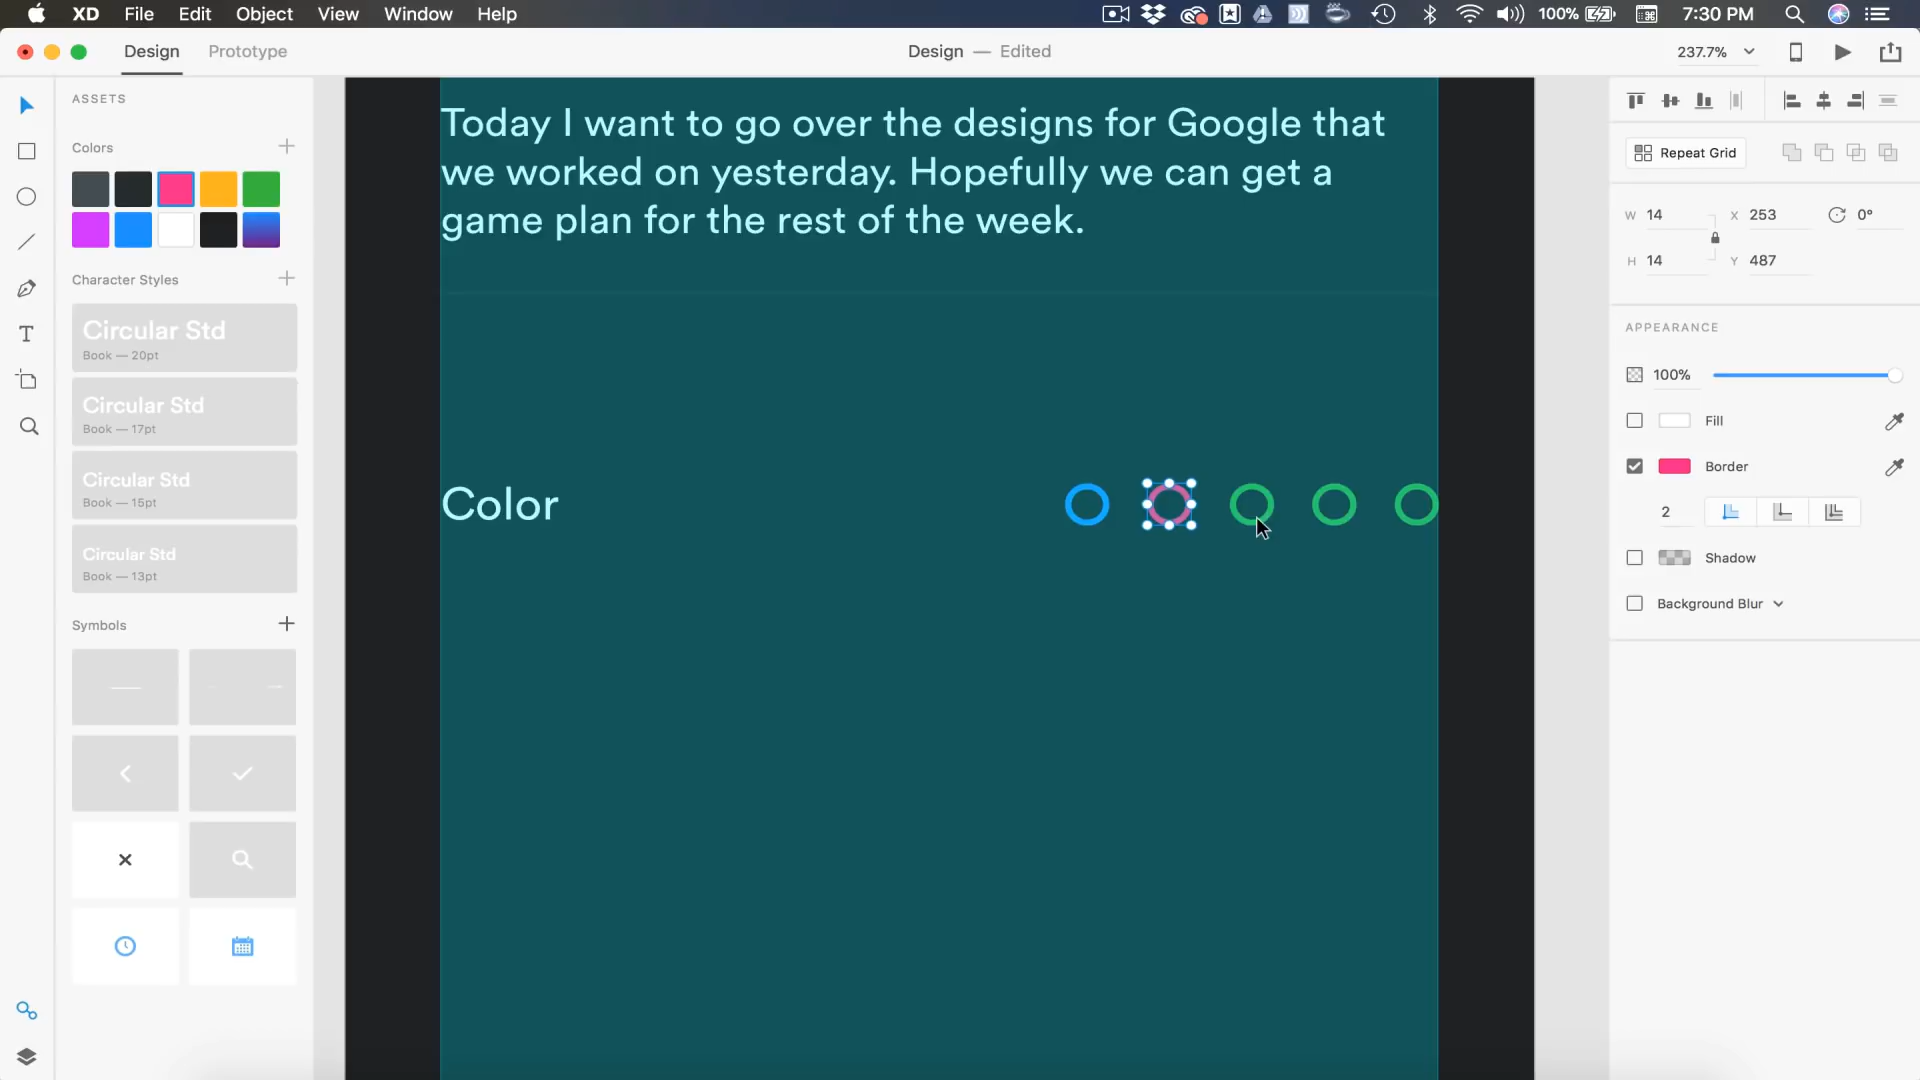 XD File Edit Object View Window Help 100% 7:30 PM
Design Prototype Design — Edited 237.7%
ASSETS
Colors
Character Styles
Circular Std
Book — 20pt
Circular Std
Book — 17pt
Circular Std
Book — 15pt
Circular Std
Book — 13pt
Symbols
Today I want to go over the designs for Google that
we worked on yesterday. Hopefully we can get a
game plan for the rest of the week.
Color
Repeat Grid
W 14 X 253 0°
H 14 Y 487
APPEARANCE
100%
Fill
Border
2
Shadow
Background Blur